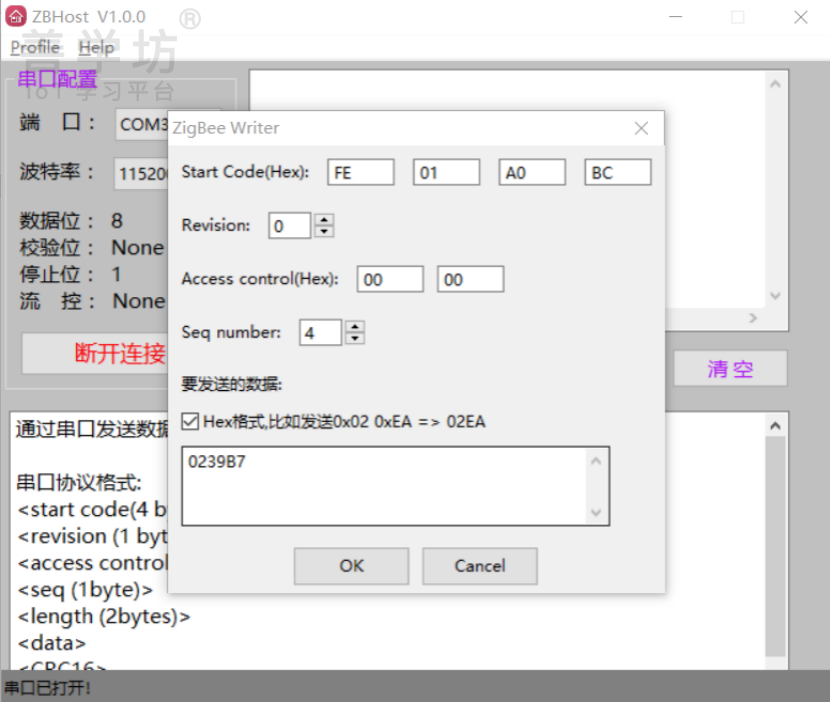 ZBHost V1.0.0
®
善学坊
IoT 学习平台
Profile Help
串口配置
端 口： COM3
波特率： 11520
数据位： 8
校验位： None
停止位： 1
流 控： None
断开连接
清空
ZigBee Writer
Start Code(Hex): FE 01 A0 BC
Revision: 0
Access control(Hex): 00 00
Seq number: 4
要发送的数据:
Hex格式,比如发送0x02 0xEA => 02EA
0239B7
OK Cancel
通过串口发送数据
串口协议格式:
<start code(4 b
<revision (1 byt
<access control
<seq (1byte)>
<length (2bytes)>
<data>
<CRC16>
串口已打开!